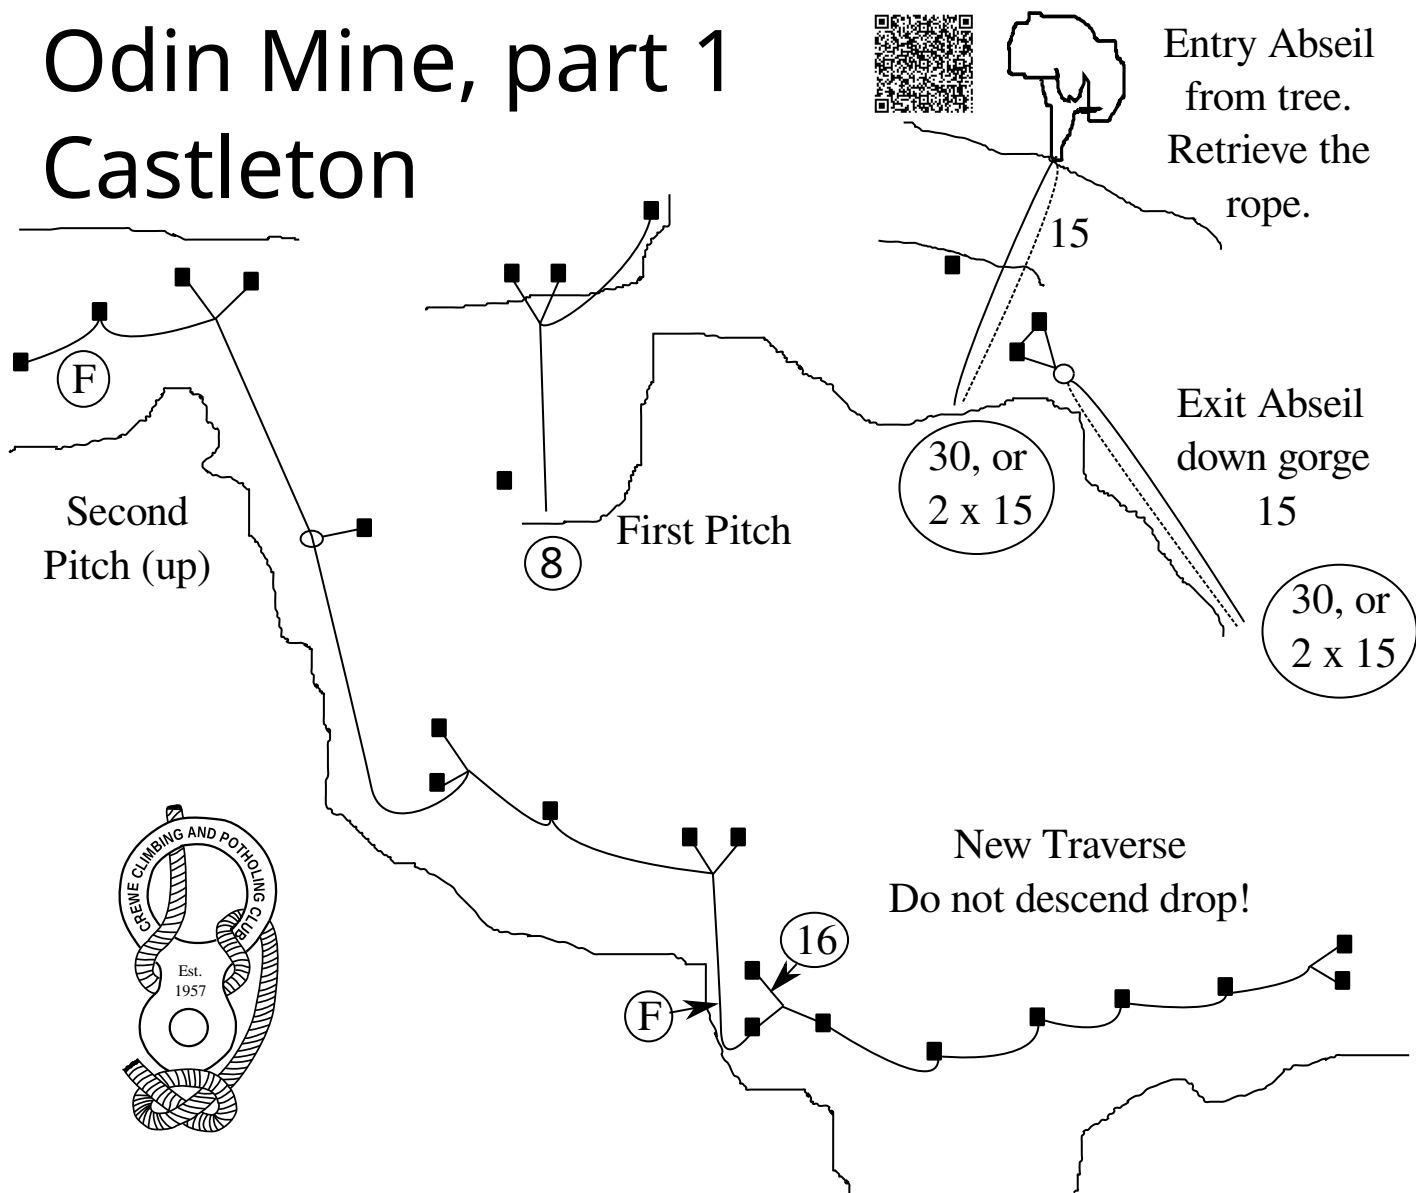 Odin Mine, part 1
Castleton
Entry Abseil
from tree.
Retrieve the
rope.
15
F
30, or
2 x 15
Exit Abseil
down gorge
15
30, or
2 x 15
Second
Pitch (up)
First Pitch
8
New Traverse
Do not descend drop!
16
F
CREWE CLIMBING AND POTHOLING CLUB
Est.
1957